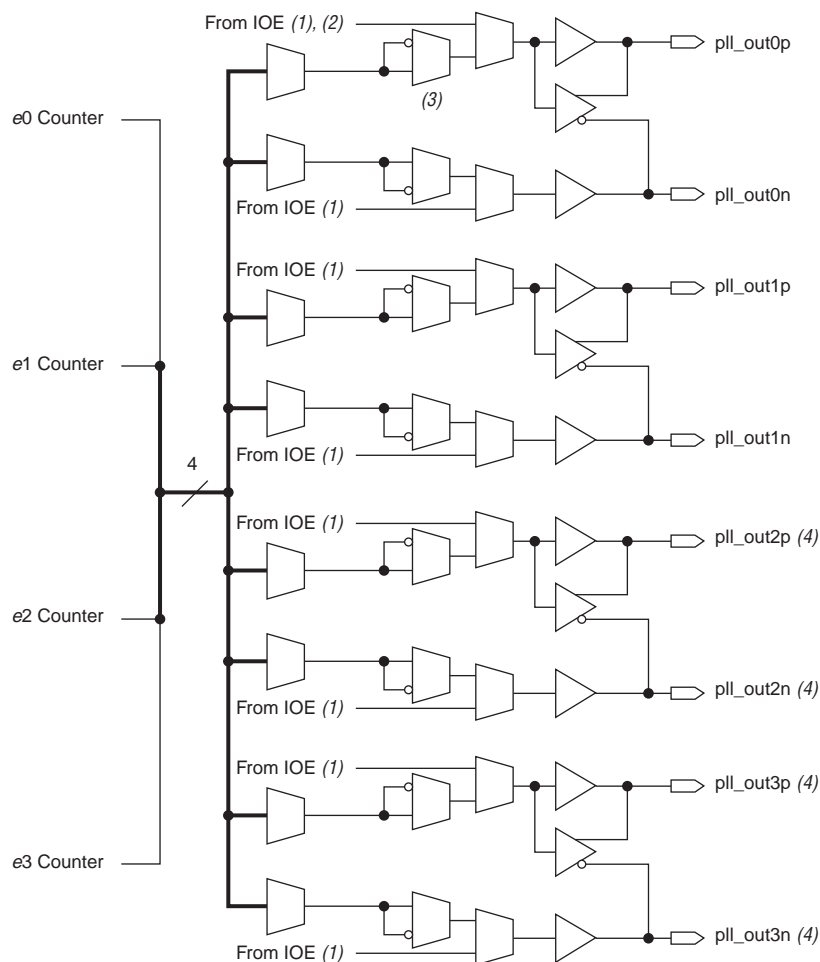 From IOE (1), (2)
pll_out0p
(3)
e0 Counter
pll_out0n
From IOE (1)
From IOE (1)
pll_out1p
e1 Counter
pll_out1n
From IOE (1)
4
From IOE (1)
pll_out2p (4)
e2 Counter
pll_out2n (4)
From IOE (1)
From IOE (1)
pll_out3p (4)
e3 Counter
pll_out3n (4)
From IOE (1)